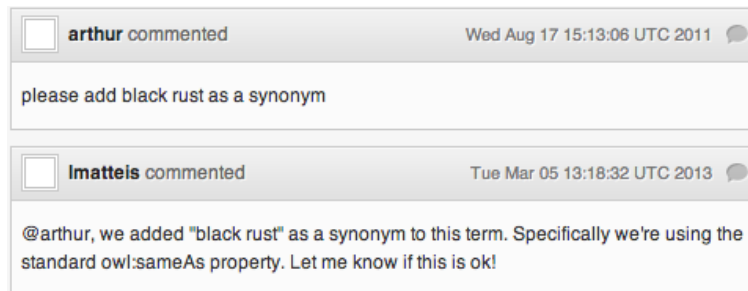 arthur commented Wed Aug 17 15:13:06 UTC 2011
please add black rust as a synonym
lmatteis commented Tue Mar 05 13:18:32 UTC 2013
@arthur, we added "black rust" as a synonym to this term. Specifically we're using the
standard owl:sameAs property. Let me know if this is ok!